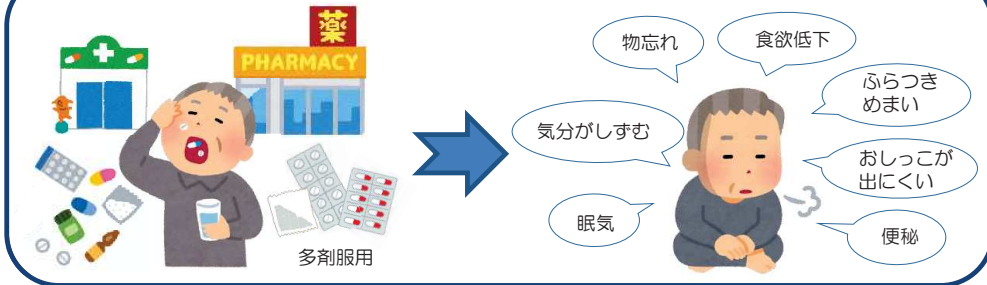 薬
PHARMACY
多剤服用
物忘れ
食欲低下
ふらつき
めまい
気分がしずむ
おしっこが
出にくい
眠気
便秘